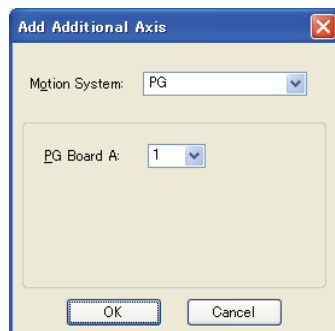 Add Additional Axis
Motion System: PG
PG Board A: 1
OK Cancel